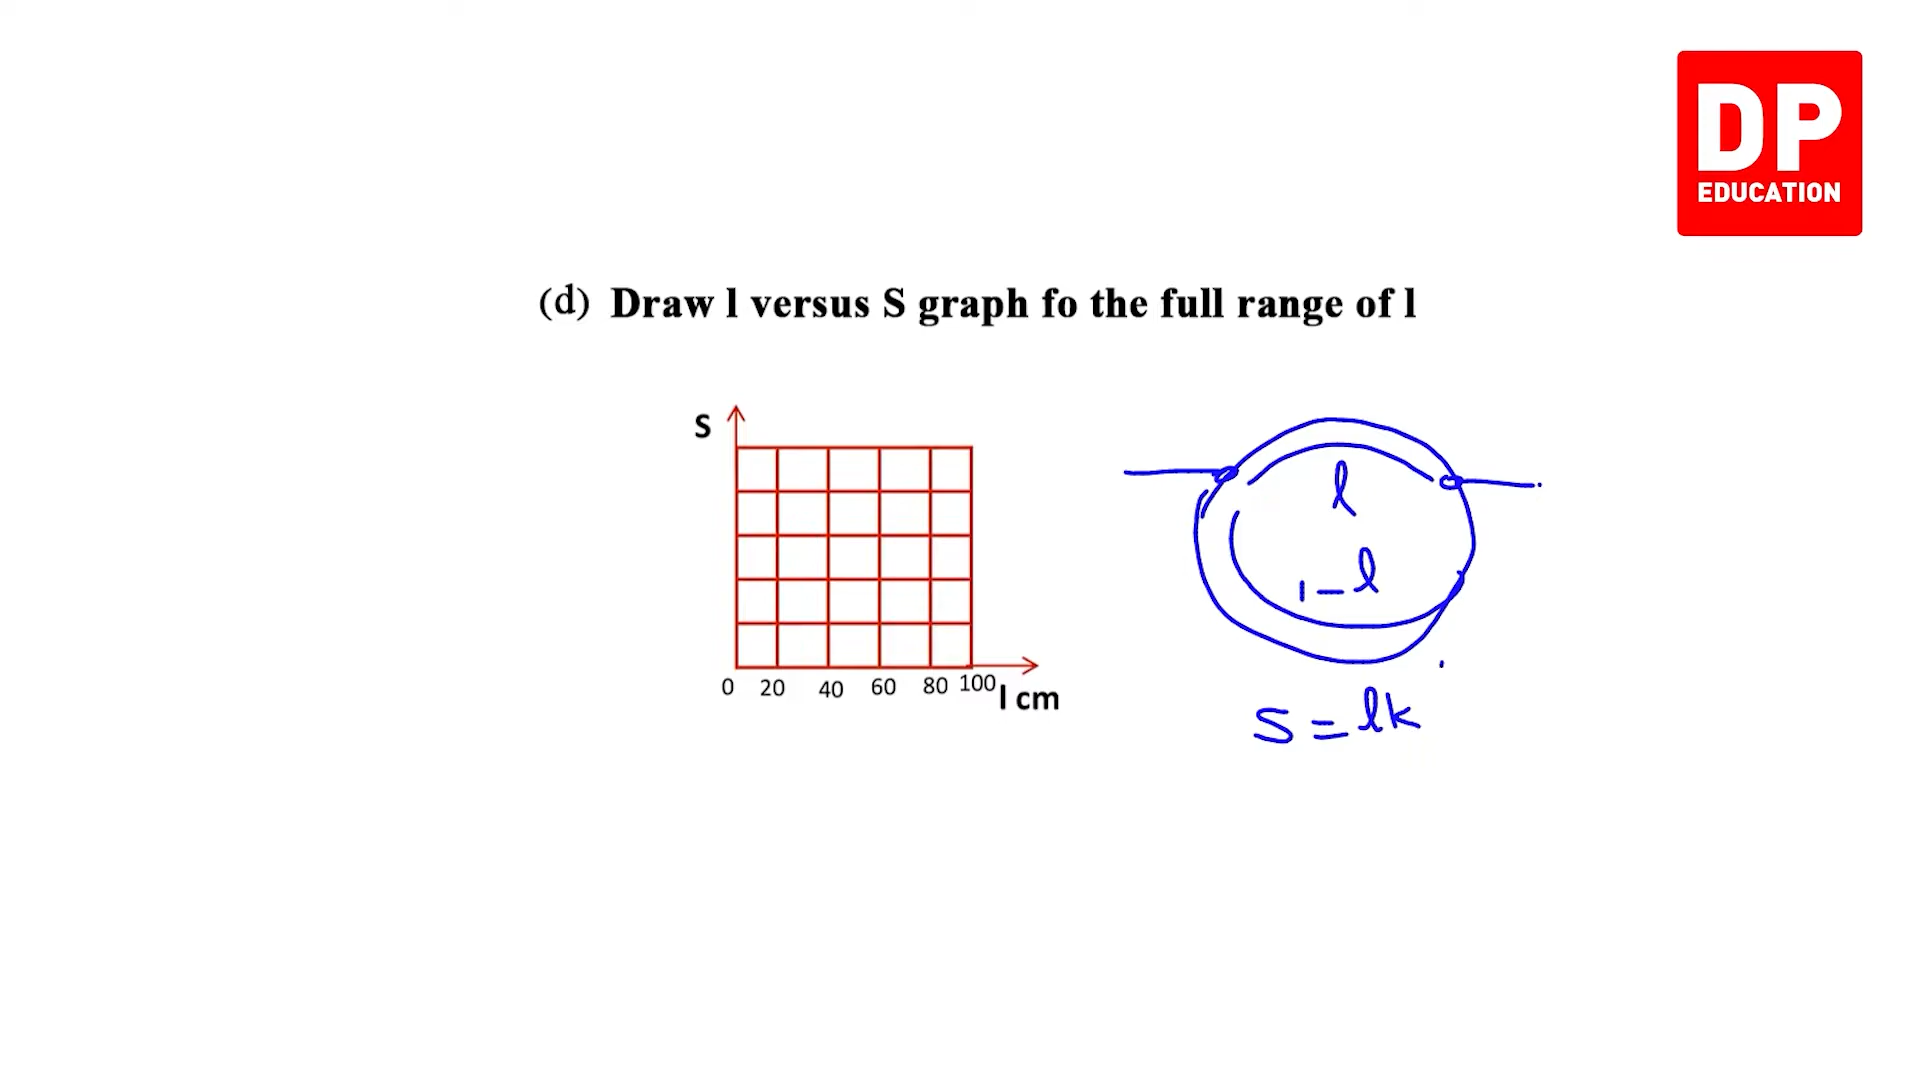 DP
EDUCATION
(d) Draw l versus S graph fo the full range of l
S
l
1-l
0 20 40 60 80 100
l cm
S = lk